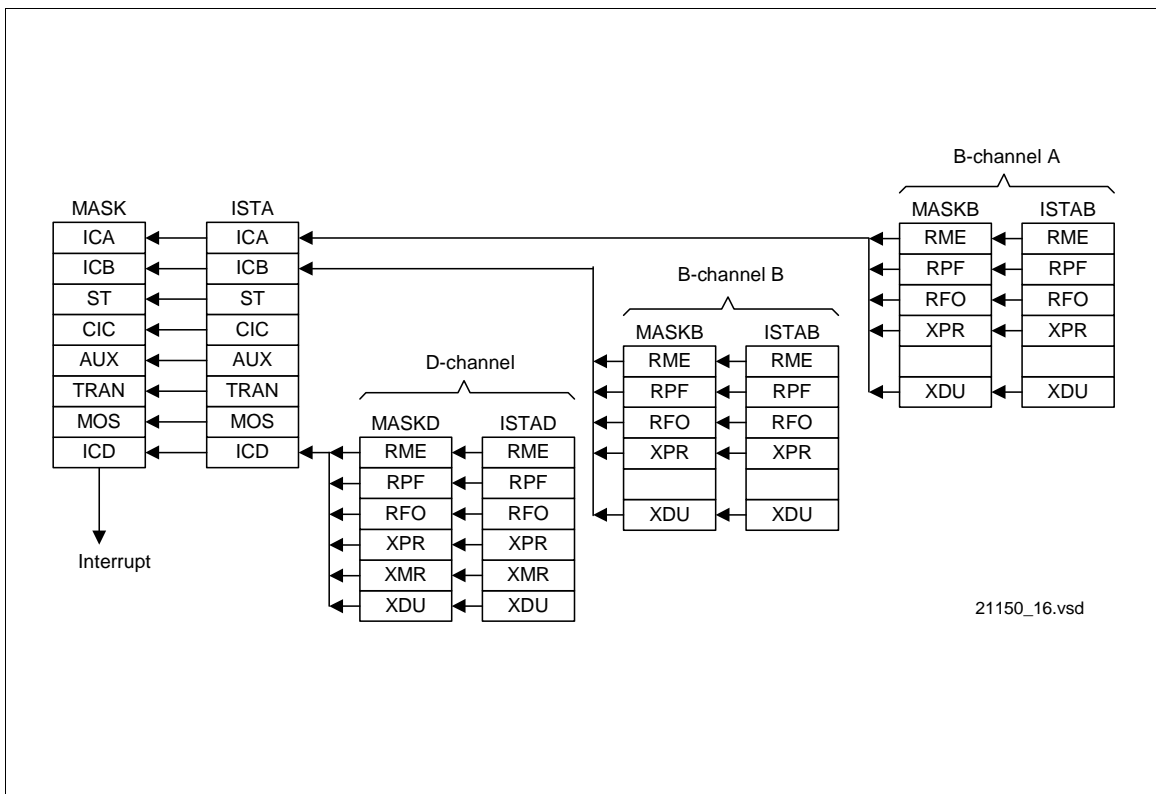 B-channel A
MASKB ISTAB
RME RME
RPF RPF
RFO RFO
XPR XPR
XDU XDU
MASK ISTA
ICA ICA
ICB ICB
ST ST
CIC CIC
AUX AUX
TRAN TRAN
MOS MOS
ICD ICD
Interrupt
B-channel B
MASKB ISTAB
RME RME
RPF RPF
RFO RFO
XPR XPR
XDU XDU
D-channel
MASKD ISTAD
RME RME
RPF RPF
RFO RFO
XPR XPR
XMR XMR
XDU XDU
21150_16.vsd